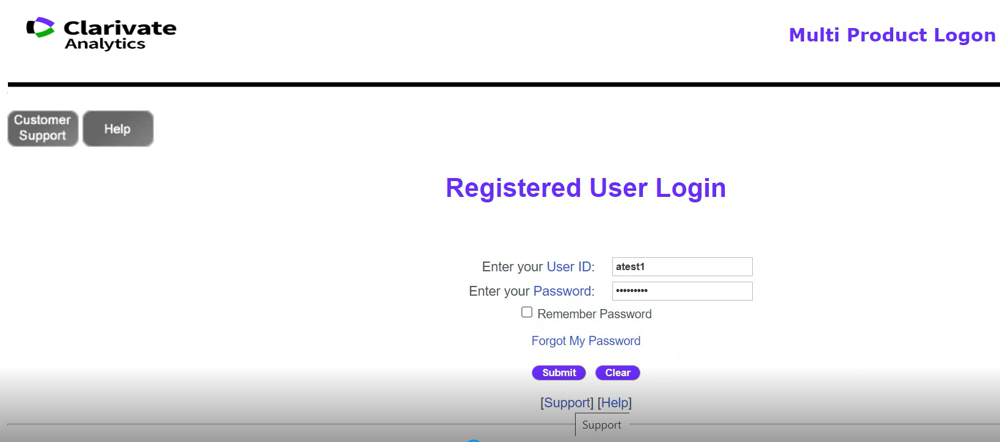 Clarivate
Analytics
Multi Product Logon
Customer
Support
Help
Registered User Login
Enter your User ID: atest1
Enter your Password: •••••••••
Remember Password
Forgot My Password
Submit Clear
[Support] [Help]
Support